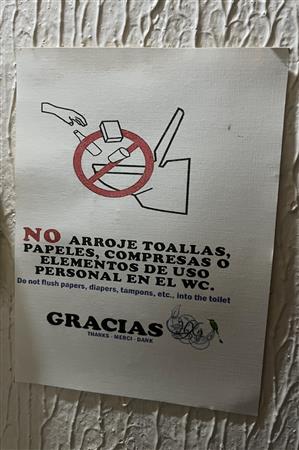 NO ARROJE TOALLAS,
PAPELES, COMPRESAS O
ELEMENTOS DE USO
PERSONAL EN EL WC.
Do not flush papers, diapers, tampons, etc., into the toilet
GRACIAS
THANKS - MERCI - DANK